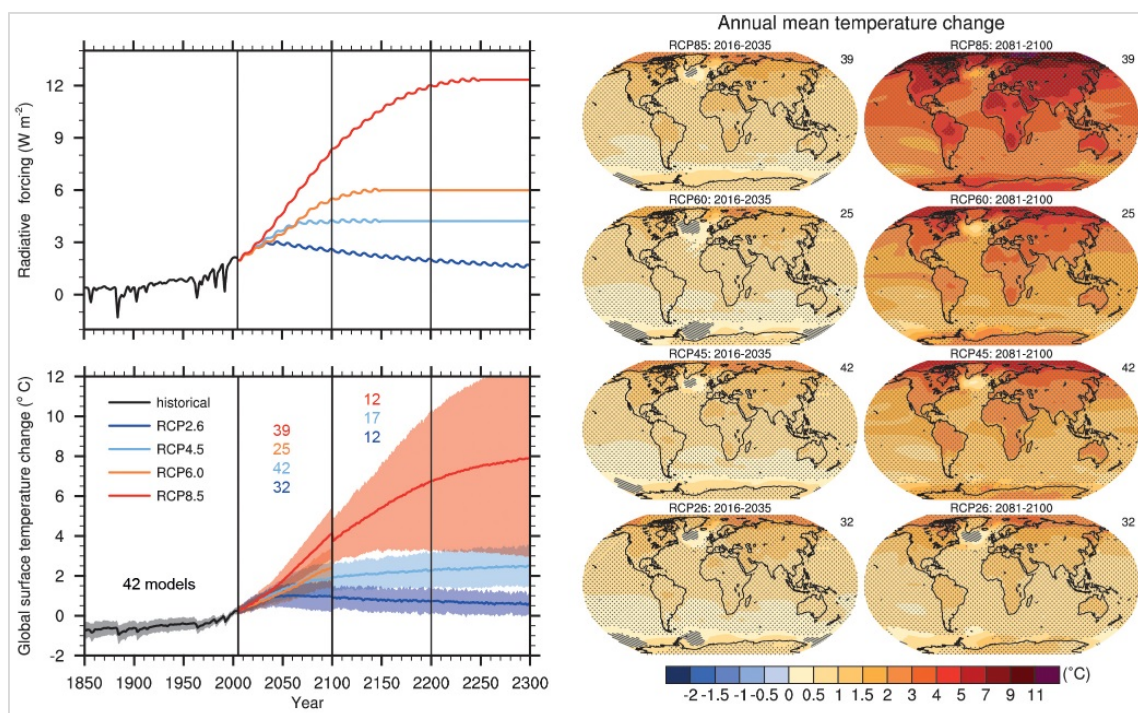 Radiative forcing (W m-2)
12
9
6
3
0
Global surface temperature change (° C)
12
10
8
6
4
2
0
-2
historical
RCP2.6
RCP4.5
RCP6.0
RCP8.5
39
25
42
32
12
17
12
42 models
1850 1900 1950 2000 2050 2100 2150 2200 2250 2300
Year
Annual mean temperature change
RCP85: 2016-2035 39
RCP85: 2081-2100 39
RCP60: 2016-2035 25
RCP60: 2081-2100 25
RCP45: 2016-2035 42
RCP45: 2081-2100 42
RCP26: 2016-2035 32
RCP26: 2081-2100 32
-2 -1.5 -1 -0.5 0 0.5 1 1.5 2 3 4 5 7 9 11 (°C)